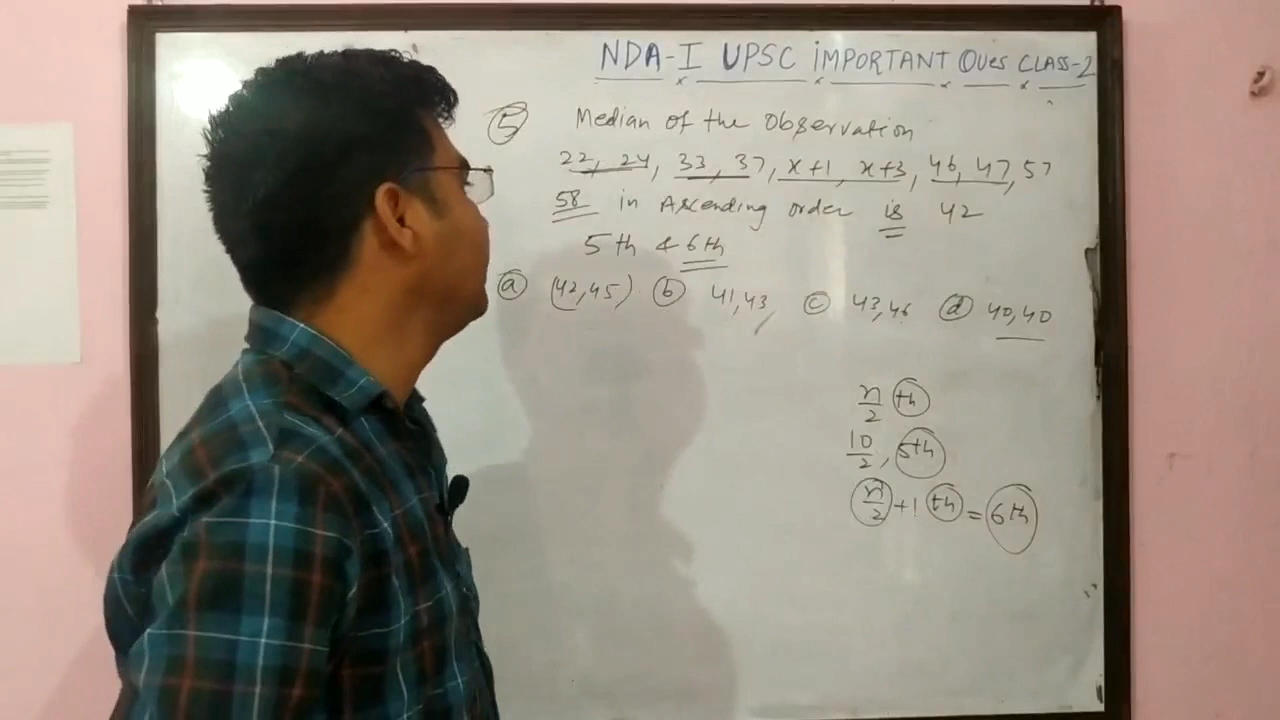 NDA-I UPSC iMPORTANT Ques CLASS-2
5 Median of the Observation
22, 24, 33, 37, x+1, x+3, 46, 47, 57
58 in Ascending order is 42
5th & 6th
a (42,45) b 41,43 c 43,46 d 40,40
n/2 th
10/2, 5th
n/2 +1 th = 6th